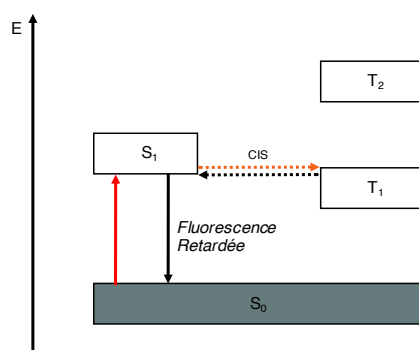 E
T₂
S₁
CIS
T₁
Fluorescence
Retardée
S₀